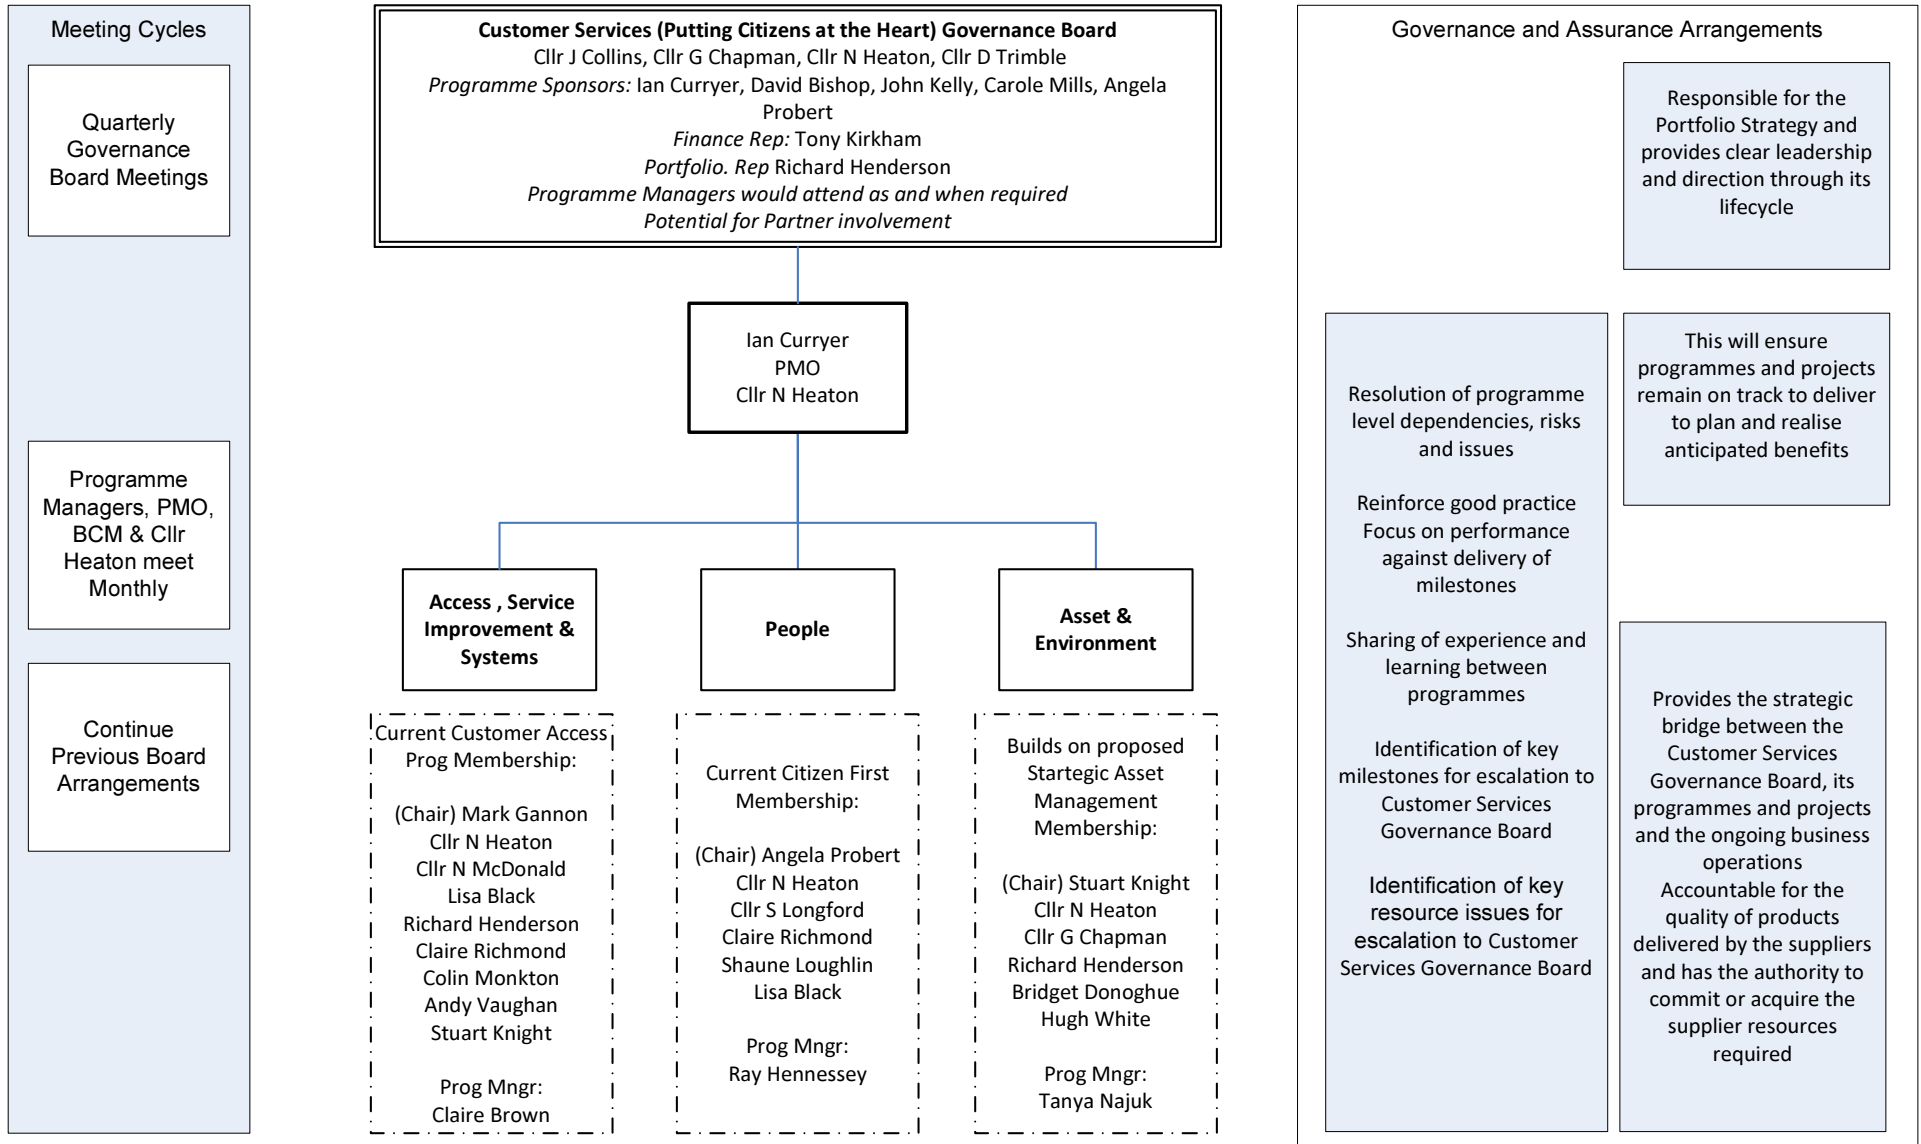 Meeting Cycles
Quarterly
Governance
Board Meetings
Programme
Managers, PMO,
BCM & Cllr
Heaton meet
Monthly
Continue
Previous Board
Arrangements
Customer Services (Putting Citizens at the Heart) Governance Board
Cllr J Collins, Cllr G Chapman, Cllr N Heaton, Cllr D Trimble
Programme Sponsors: Ian Curryer, David Bishop, John Kelly, Carole Mills, Angela
Probert
Finance Rep: Tony Kirkham
Portfolio. Rep Richard Henderson
Programme Managers would attend as and when required
Potential for Partner involvement
Ian Curryer
PMO
Cllr N Heaton
Access , Service
Improvement &
Systems
Current Customer Access
Prog Membership:
(Chair) Mark Gannon
Cllr N Heaton
Cllr N McDonald
Lisa Black
Richard Henderson
Claire Richmond
Colin Monkton
Andy Vaughan
Stuart Knight
Prog Mngr:
Claire Brown
People
Current Citizen First
Membership:
(Chair) Angela Probert
Cllr N Heaton
Cllr S Longford
Claire Richmond
Shaune Loughlin
Lisa Black
Prog Mngr:
Ray Hennessey
Asset &
Environment
Builds on proposed
Startegic Asset
Management
Membership:
(Chair) Stuart Knight
Cllr N Heaton
Cllr G Chapman
Richard Henderson
Bridget Donoghue
Hugh White
Prog Mngr:
Tanya Najuk
Governance and Assurance Arrangements
Responsible for the
Portfolio Strategy and
provides clear leadership
and direction through its
lifecycle
Resolution of programme
level dependencies, risks
and issues
Reinforce good practice
Focus on performance
against delivery of
milestones
Sharing of experience and
learning between
programmes
Identification of key
milestones for escalation to
Customer Services
Governance Board
Identification of key
resource issues for
escalation to Customer
Services Governance Board
This will ensure
programmes and projects
remain on track to deliver
to plan and realise
anticipated benefits
Provides the strategic
bridge between the
Customer Services
Governance Board, its
programmes and projects
and the ongoing business
operations
Accountable for the
quality of products
delivered by the suppliers
and has the authority to
commit or acquire the
supplier resources
required